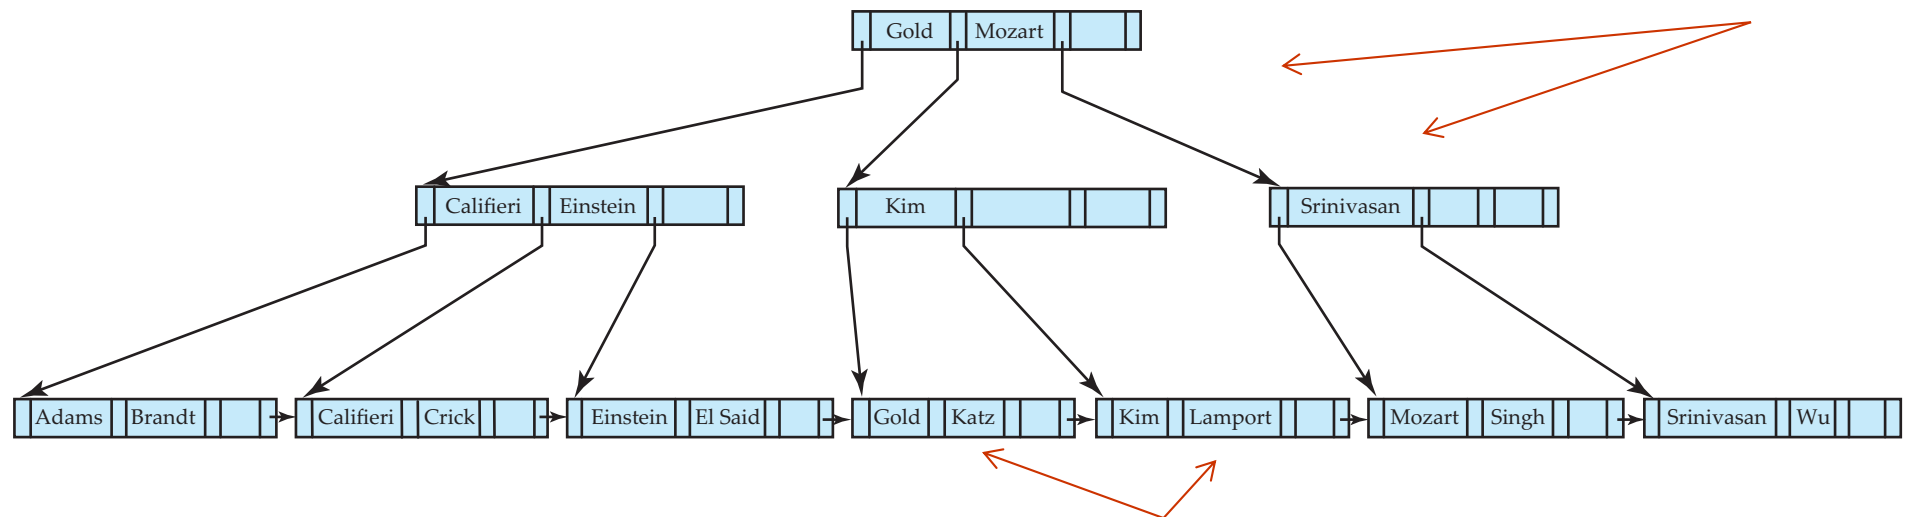 Gold Mozart
Califieri Einstein
Kim
Srinivasan
Adams Brandt
Califieri Crick
Einstein El Said
Gold Katz
Kim Lamport
Mozart Singh
Srinivasan Wu